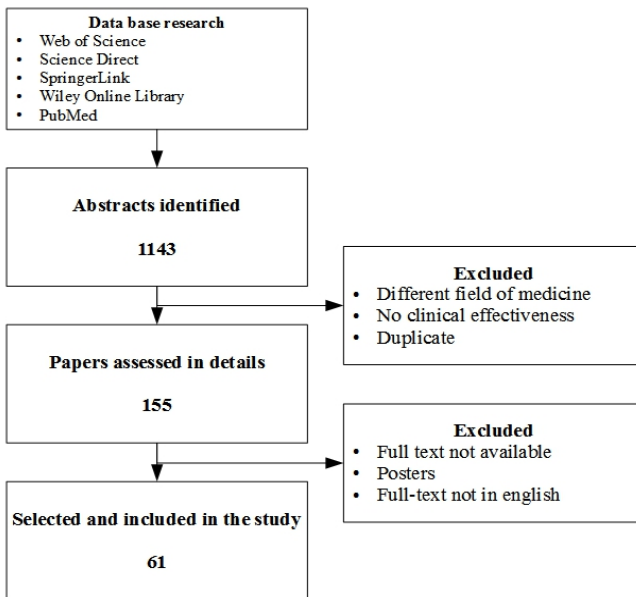 Data base research
• Web of Science
• Science Direct
• SpringerLink
• Wiley Online Library
• PubMed
Abstracts identified
1143
Excluded
• Different field of medicine
• No clinical effectiveness
• Duplicate
Papers assessed in details
155
Excluded
• Full text not available
• Posters
• Full-text not in english
Selected and included in the study
61